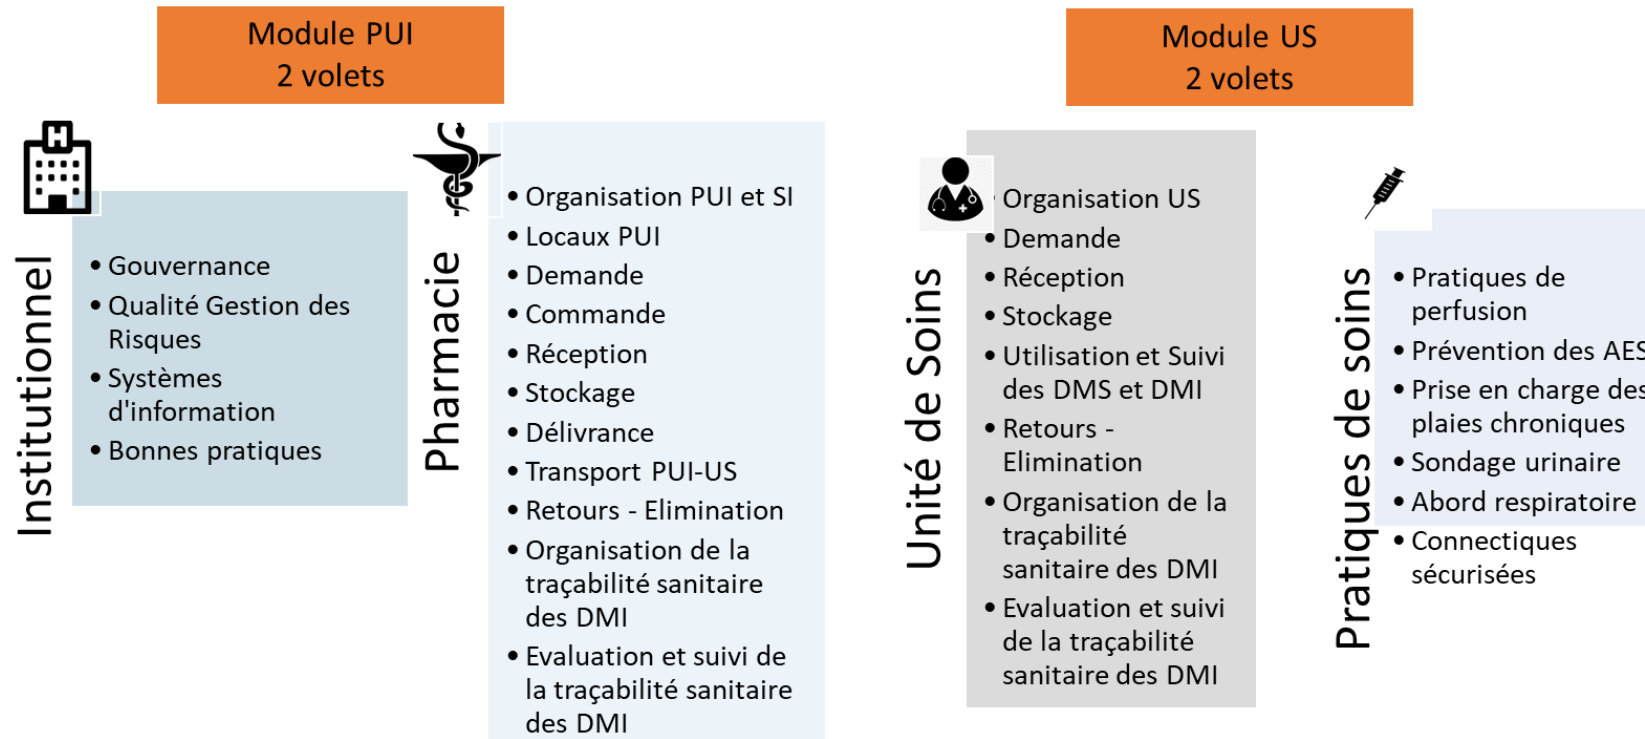 Module PUI
2 volets
Institutionnel
• Gouvernance
• Qualité Gestion des
Risques
• Systèmes
d'information
• Bonnes pratiques
Pharmacie
• Organisation PUI et SI
• Locaux PUI
• Demande
• Commande
• Réception
• Stockage
• Délivrance
• Transport PUI-US
• Retours - Elimination
• Organisation de la
traçabilité sanitaire
des DMI
• Evaluation et suivi de
la traçabilité sanitaire
des DMI
Module US
2 volets
Unité de Soins
• Organisation US
• Demande
• Réception
• Stockage
• Utilisation et Suivi
des DMS et DMI
• Retours -
Elimination
• Organisation de la
traçabilité
sanitaire des DMI
• Evaluation et suivi
de la traçabilité
sanitaire des DMI
Pratiques de soins
• Pratiques de
perfusion
• Prévention des AES
• Prise en charge des
plaies chroniques
• Sondage urinaire
• Abord respiratoire
• Connectiques
sécurisées
H